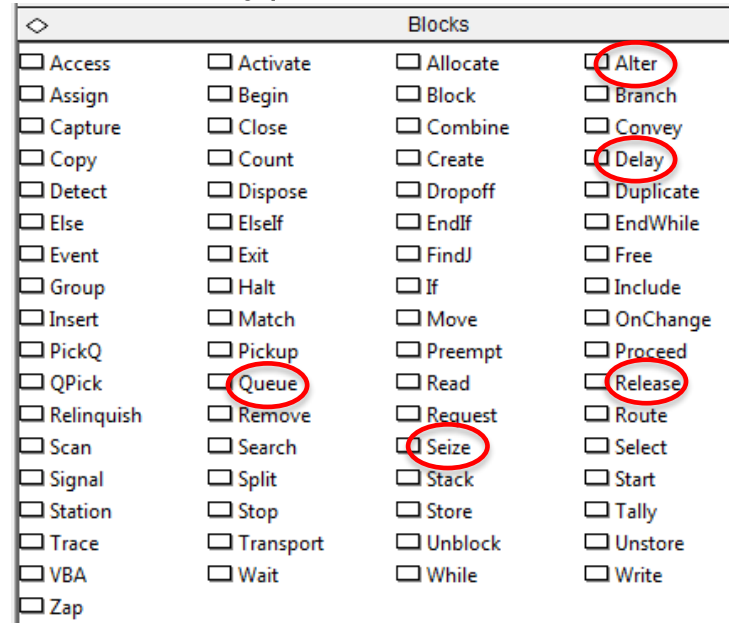 Blocks
Access Activate Allocate Alter
Assign Begin Block Branch
Capture Close Combine Convey
Copy Count Create Delay
Detect Dispose Dropoff Duplicate
Else ElseIf EndIf EndWhile
Event Exit FindJ Free
Group Halt If Include
Insert Match Move OnChange
PickQ Pickup Preempt Proceed
QPick Queue Read Release
Relinquish Remove Request Route
Scan Search Seize Select
Signal Split Stack Start
Station Stop Store Tally
Trace Transport Unblock Unstore
VBA Wait While Write
Zap